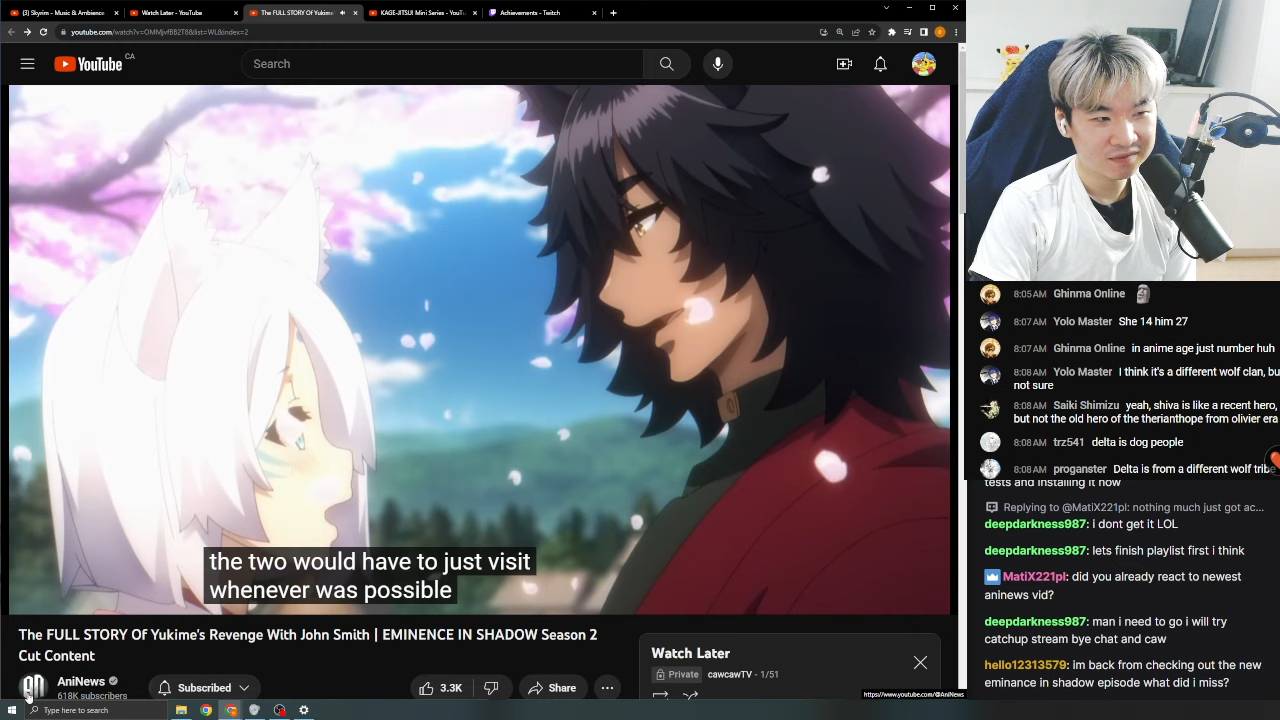 (3) Skyrim - Music & Ambience
Watch Later - YouTube
The FULL STORY Of Yukime
KAGE-JITSU! Mini Series - YouTu
Achievements - Twitch
youtube.com/watch?v=OMMjvfB82T8&list=WL&index=2
YouTube CA
Search
the two would have to just visit
whenever was possible
The FULL STORY Of Yukime's Revenge With John Smith | EMINENCE IN SHADOW Season 2
Cut Content
AniNews
618K subscribers
Subscribed
3.3K
Share
Watch Later
Private
cawcawTV - 1/51
https://www.youtube.com/@AniNews
Type here to search
8:05 AM Ghinma Online
8:07 AM Yolo Master She 14 him 27
8:07 AM Ghinma Online in anime age just number huh
8:08 AM Yolo Master I think it's a different wolf clan, bu
not sure
8:08 AM Saiki Shimizu yeah, shiva is like a recent hero,
but not the old hero of the therianthope from olivier era
8:08 AM trz541 delta is dog people
8:08 AM proganster Delta is from a different wolf tribe
tests and installing it now
Replying to @MatiX221pl: nothing much just got ac...
deepdarkness987: i dont get it LOL
deepdarkness987: lets finish playlist first i think
MatiX221pl: did you already react to newest
aninews vid?
deepdarkness987: man i need to go i will try
catchup stream bye chat and caw
hello12313579: im back from checking out the new
eminence in shadow episode what did i miss?